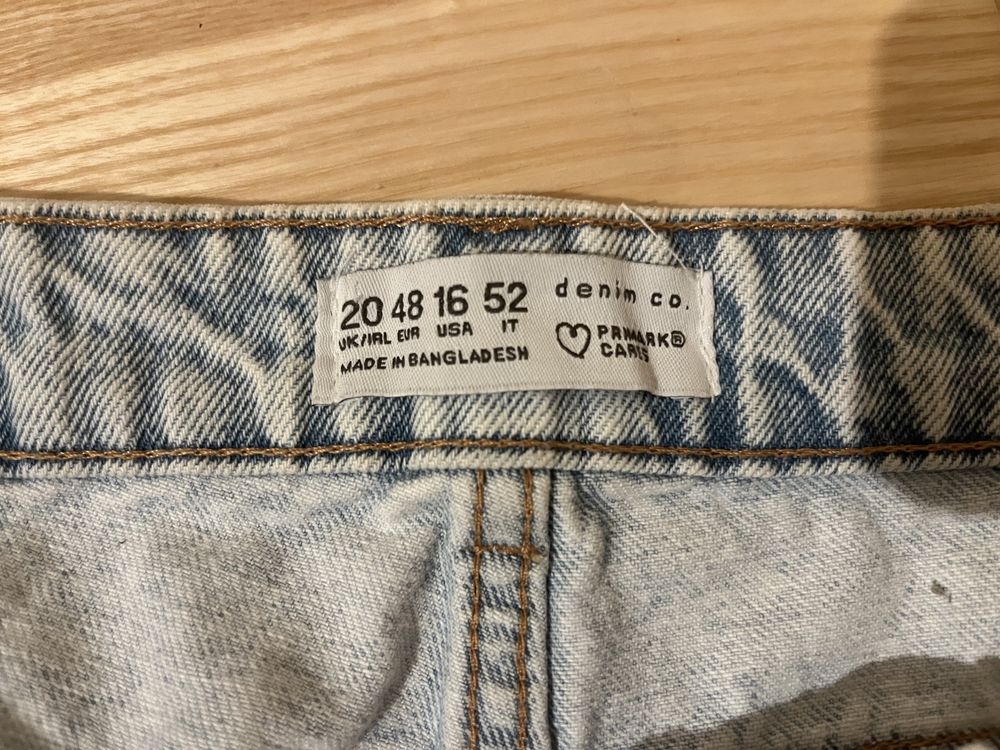 20 48 16 52
UK/IRL EUR USA IT
MADE IN BANGLADESH
denim co.
PRIMARK®
CARES